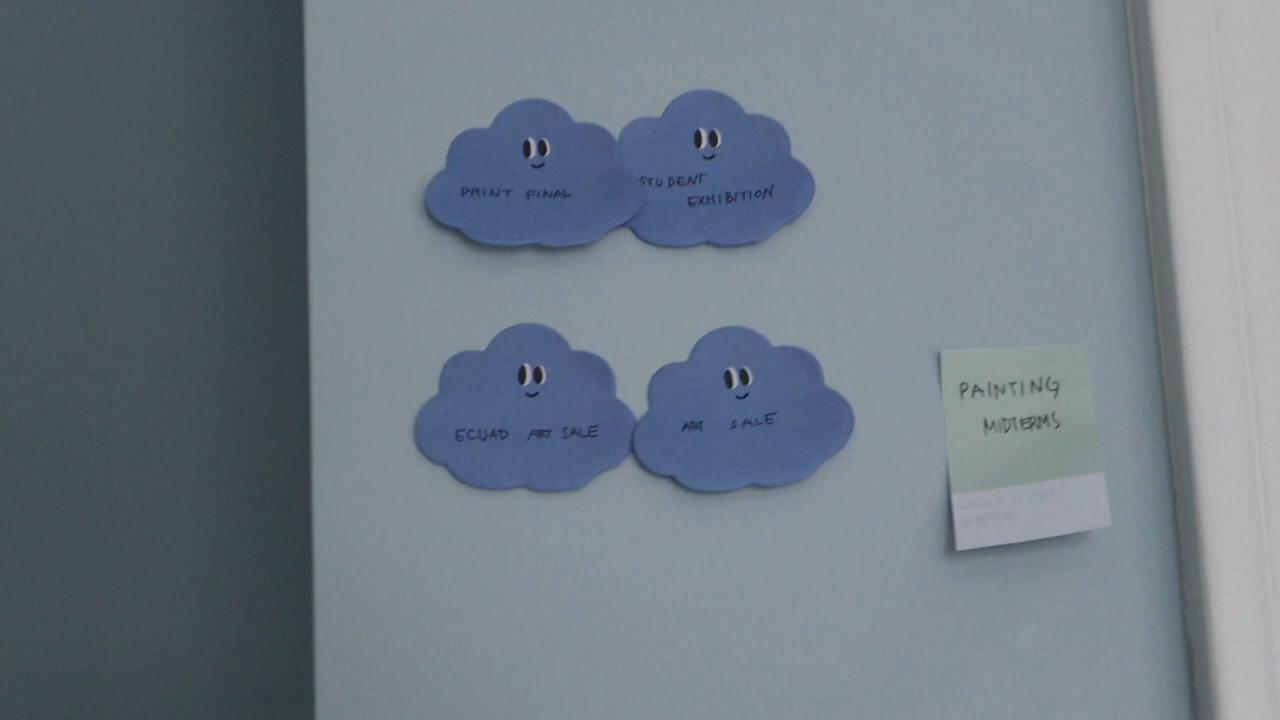 PRINT FINAL
STUDENT
EXHIBITION
ECUAD ART SALE
ART SALE
PAINTING
MIDTERMS